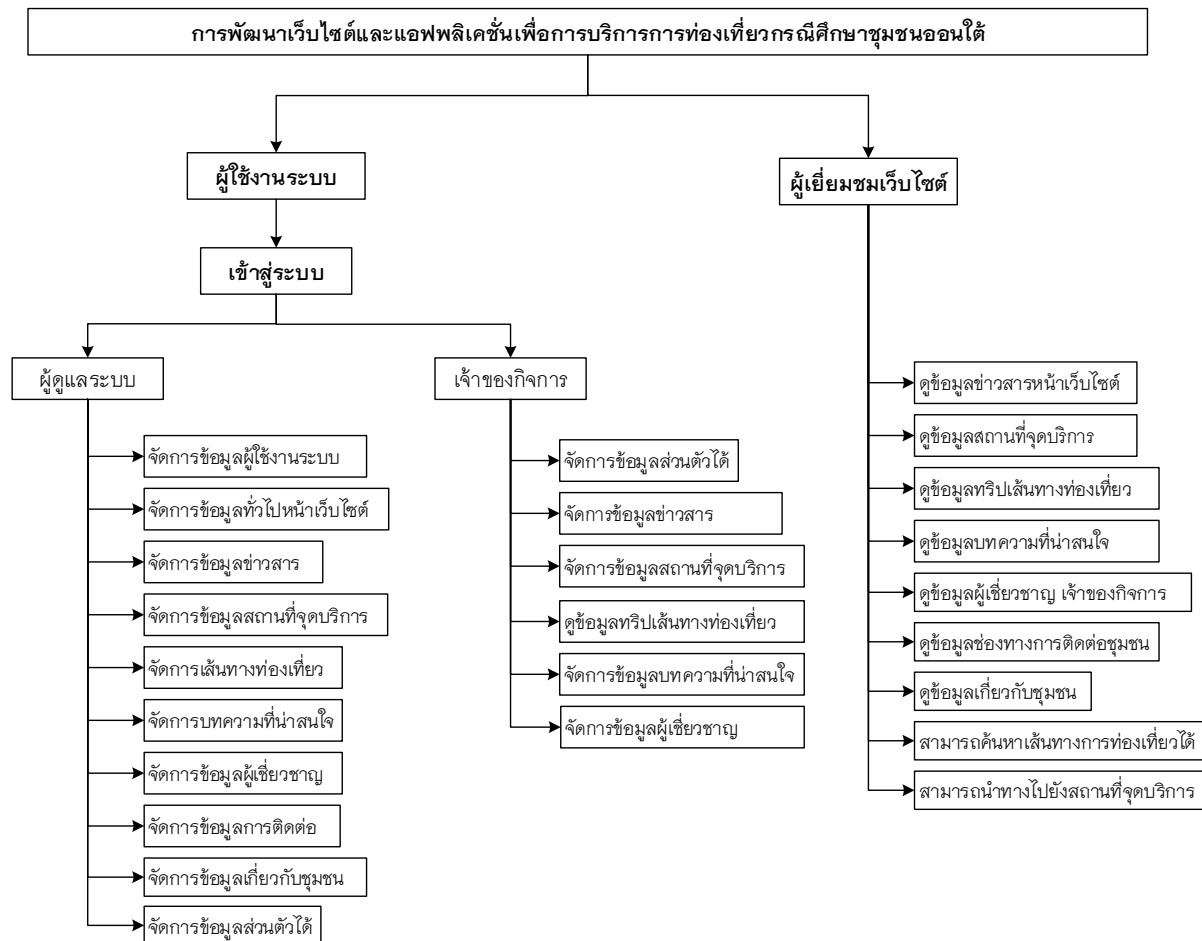 การพัฒนาเว็บไซต์และแอฟพลิเคชั่นเพื่อการบริการการท่องเที่ยวกรณีศึกษาชุมชนออนใต้
ผู้ใช้งานระบบ
ผู้เยี่ยมชมเว็บไซต์
เข้าสู่ระบบ
ผู้ดูแลระบบ
จัดการข้อมูลผู้ใช้งานระบบ
จัดการข้อมูลทั่วไปหน้าเว็บไซต์
จัดการข้อมูลข่าวสาร
จัดการข้อมูลสถานที่จุดบริการ
จัดการเส้นทางท่องเที่ยว
จัดการบทความที่น่าสนใจ
จัดการข้อมูลผู้เชี่ยวชาญ
จัดการข้อมูลการติดต่อ
จัดการข้อมูลเกี่ยวกับชุมชน
จัดการข้อมูลส่วนตัวได้
เจ้าของกิจการ
จัดการข้อมูลส่วนตัวได้
จัดการข้อมูลข่าวสาร
จัดการข้อมูลสถานที่จุดบริการ
ดูข้อมูลทริปเส้นทางท่องเที่ยว
จัดการข้อมูลบทความที่น่าสนใจ
จัดการข้อมูลผู้เชี่ยวชาญ
ดูข้อมูลข่าวสารหน้าเว็บไซต์
ดูข้อมูลสถานที่จุดบริการ
ดูข้อมูลทริปเส้นทางท่องเที่ยว
ดูข้อมูลบทความที่น่าสนใจ
ดูข้อมูลผู้เชี่ยวชาญ เจ้าของกิจการ
ดูข้อมูลช่องทางการติดต่อชุมชน
ดูข้อมูลเกี่ยวกับชุมชน
สามารถค้นหาเส้นทางการท่องเที่ยวได้
สามารถนำทางไปยังสถานที่จุดบริการ